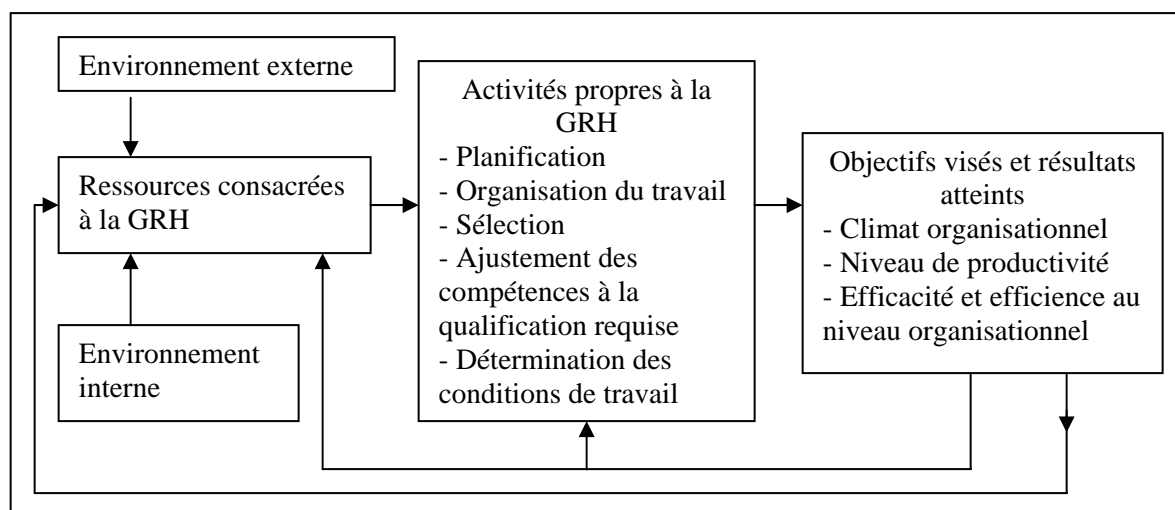 Environnement externe
Ressources consacrées
à la GRH
Environnement
interne
Activités propres à la
GRH
- Planification
- Organisation du travail
- Sélection
- Ajustement des
compétences à la
qualification requise
- Détermination des
conditions de travail
Objectifs visés et résultats
atteints
- Climat organisationnel
- Niveau de productivité
- Efficacité et efficience au
niveau organisationnel